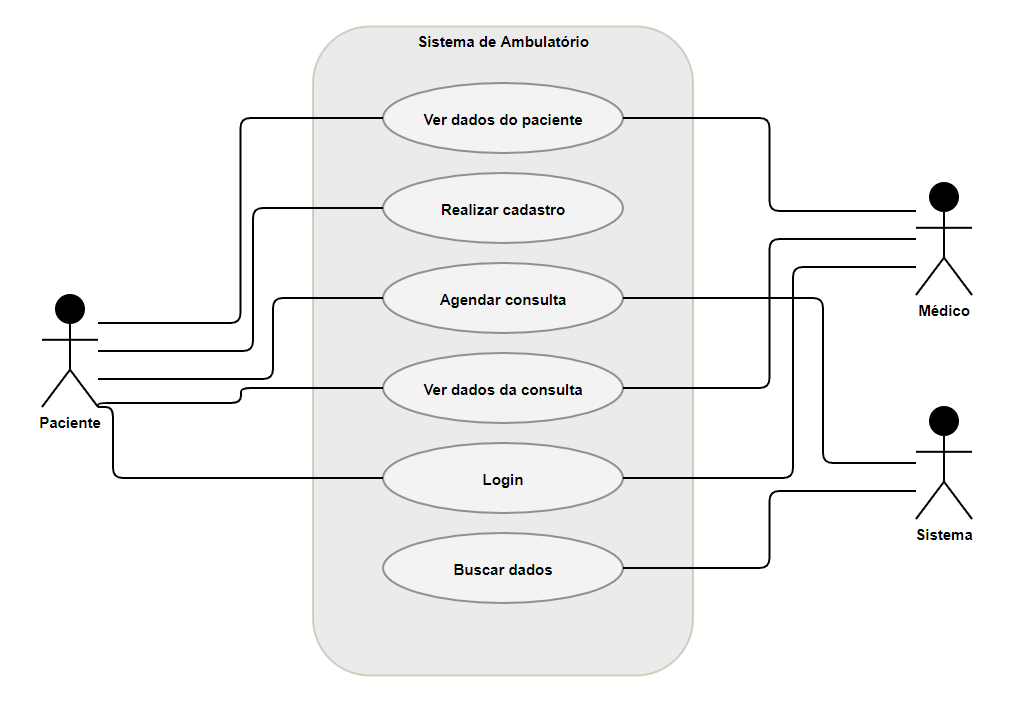 Sistema de Ambulatório
Ver dados do paciente
Realizar cadastro
Agendar consulta
Ver dados da consulta
Login
Buscar dados
Paciente
Médico
Sistema